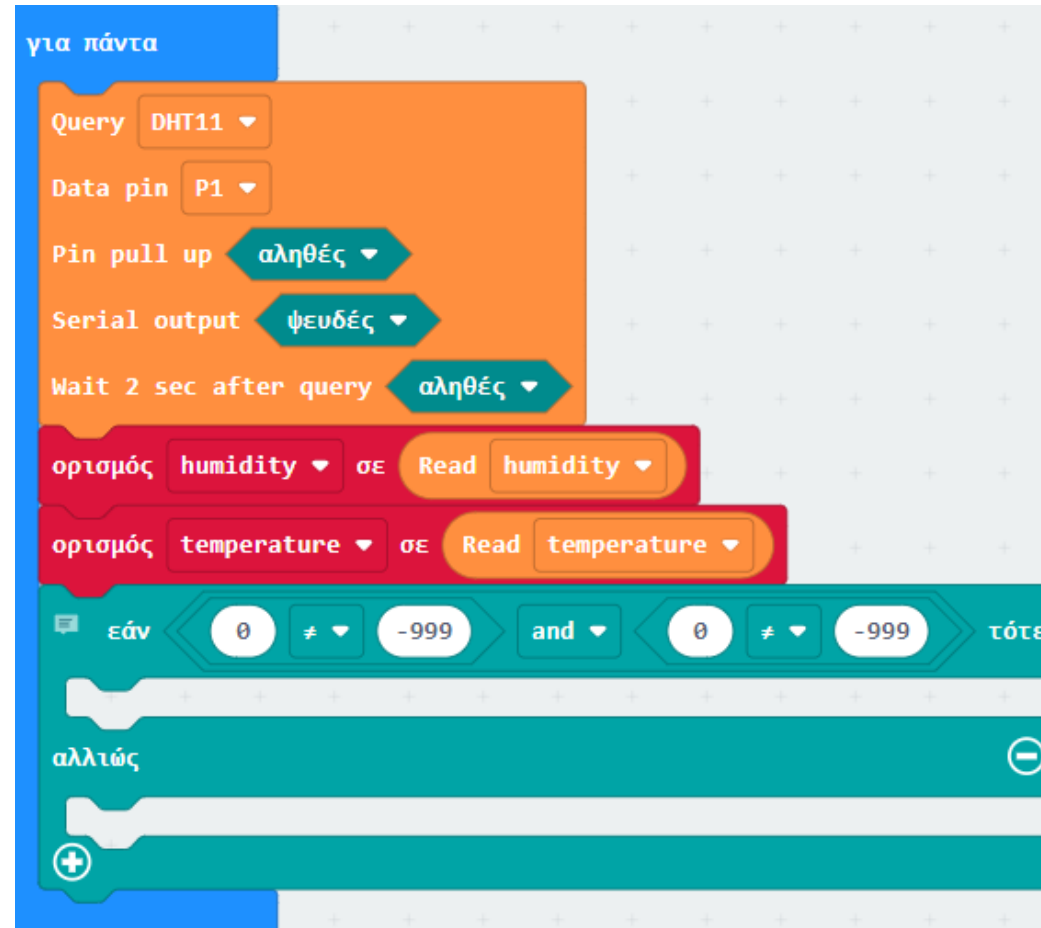 για πάντα
Query DHT11
Data pin P1
Pin pull up αληθές
Serial output ψευδές
Wait 2 sec after query αληθές
ορισμός humidity σε Read humidity
ορισμός temperature σε Read temperature
εάν 0 ≠ -999 and 0 ≠ -999 τότε
αλλιώς